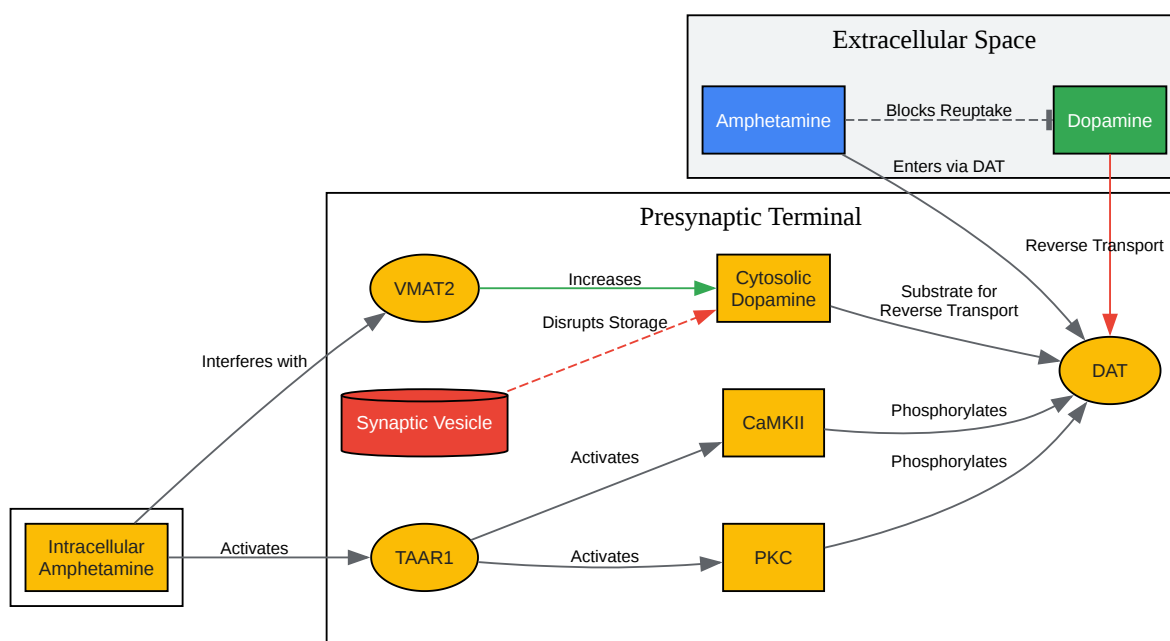 Extracellular Space
Amphetamine
Blocks Reuptake
Dopamine
Enters via DAT
Presynaptic Terminal
Reverse Transport
VMAT2
Increases
Cytosolic
Dopamine
Substrate for
Reverse Transport
Disrupts Storage
Interferes with
DAT
Synaptic Vesicle
CaMKII
Phosphorylates
Activates
Phosphorylates
Intracellular
Amphetamine
Activates
TAAR1
Activates
PKC